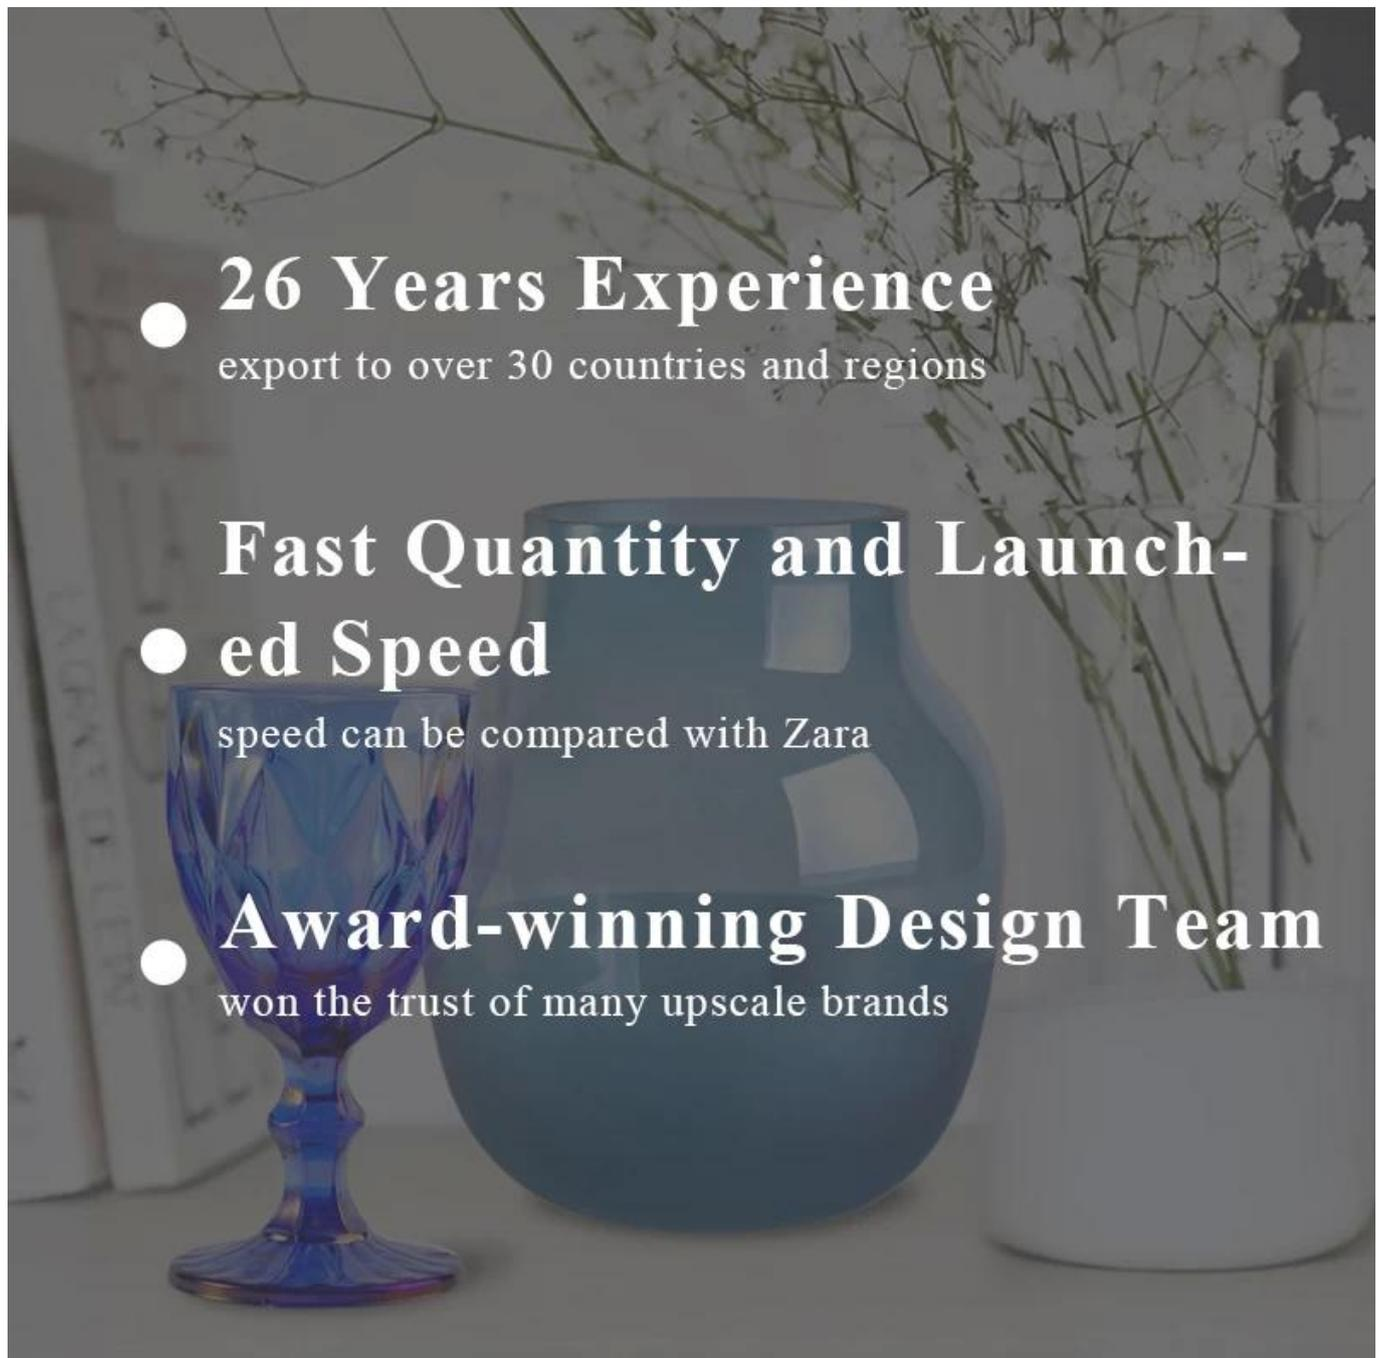 26 Years Experience
export to over 30 countries and regions
Fast Quantity and Launch-
ed Speed
speed can be compared with Zara
Award-winning Design Team
won the trust of many upscale brands